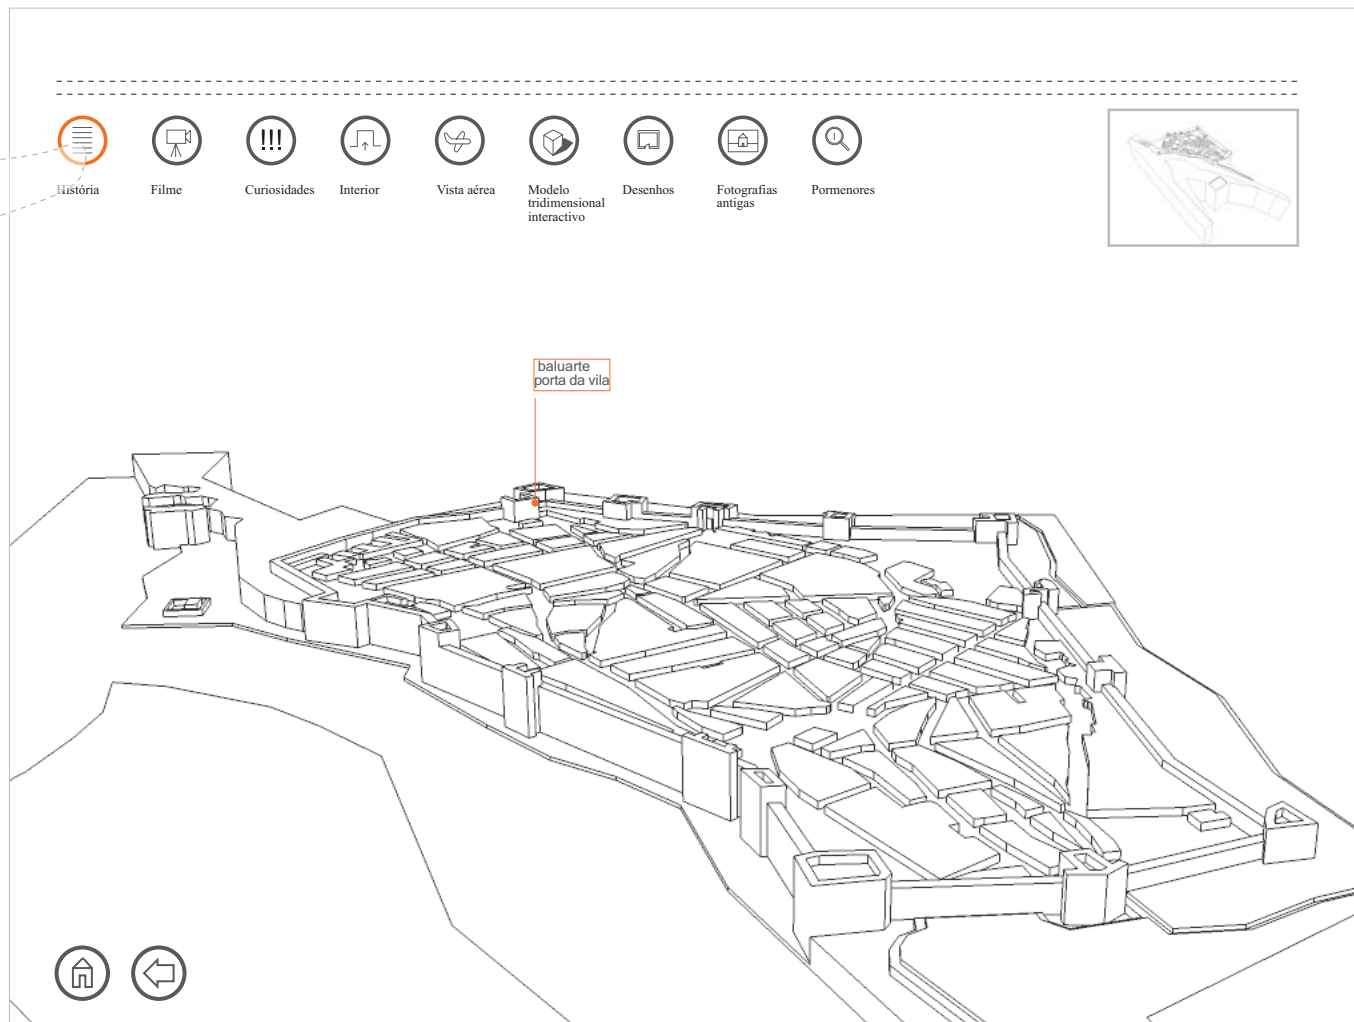 História
Filme
!!!
Curiosidades
Interior
Vista aérea
Modelo
tridimensional
interactivo
Desenhos
Fotografias
antigas
Pormenores
baluarte
porta da vila